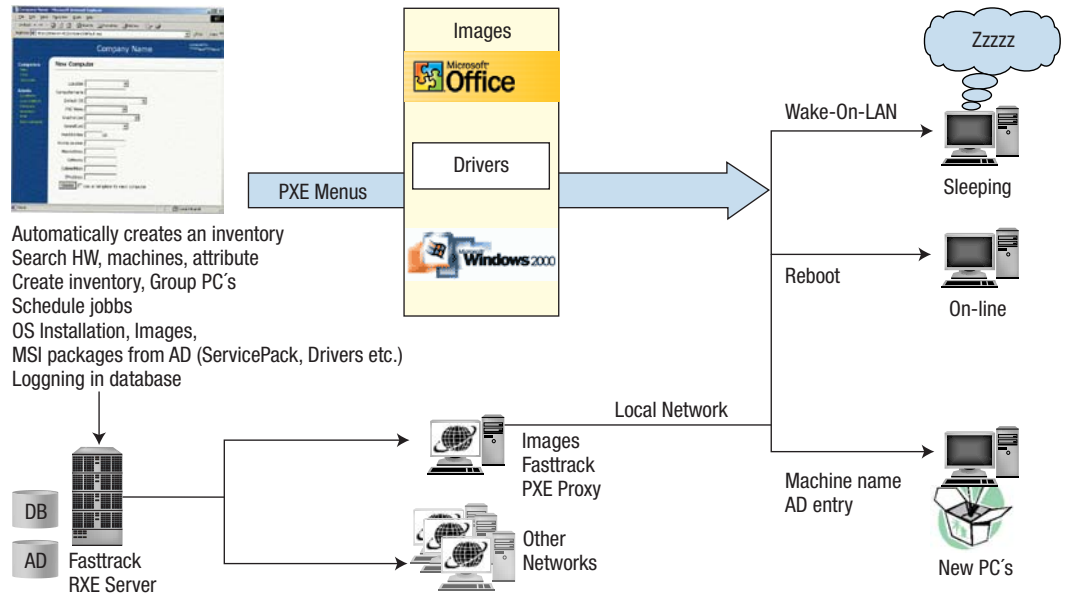 Company Name
New Computer
Images
Microsoft
Office
Drivers
Microsoft
Windows 2000
PXE Menus
Zzzzz
Wake-On-LAN
Sleeping
Reboot
On-line
Automatically creates an inventory
Search HW, machines, attribute
Create inventory, Group PC´s
Schedule jobbs
OS Installation, Images,
MSI packages from AD (ServicePack, Drivers etc.)
Loggning in database
Local Network
Images
Fasttrack
PXE Proxy
Machine name
AD entry
New PC´s
DB
AD
Fasttrack
RXE Server
Other
Networks